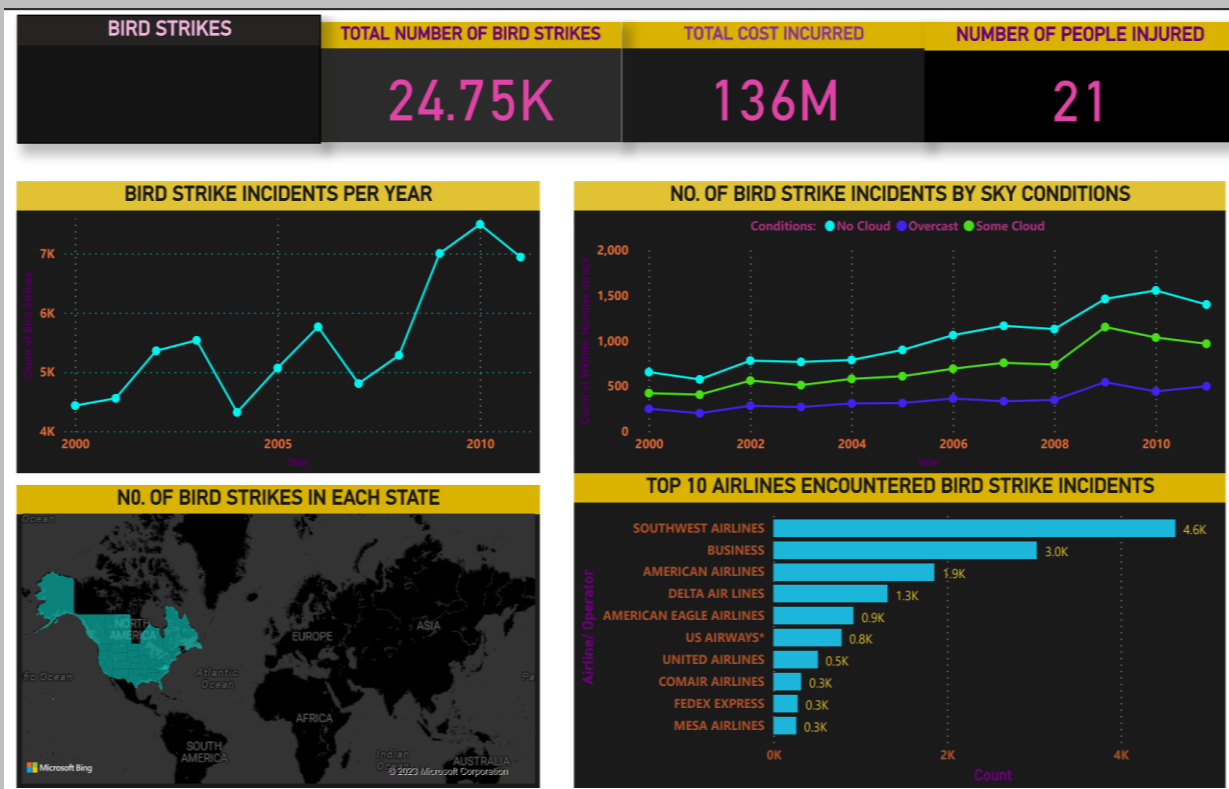 BIRD STRIKES
TOTAL NUMBER OF BIRD STRIKES
TOTAL COST INCURRED
NUMBER OF PEOPLE INJURED
24.75K
136M
21
BIRD STRIKE INCIDENTS PER YEAR
7K
6K
5K
4K
2000 2005 2010
Year
NO. OF BIRD STRIKE INCIDENTS BY SKY CONDITIONS
Conditions: No Cloud Overcast Some Cloud
2,000
1,500
1,000
500
0
2000 2002 2004 2006 2008 2010
Year
NO. OF BIRD STRIKES IN EACH STATE
Ocean
NORTH
AMERICA
EUROPE
ASIA
Atlantic
Ocean
fic Ocean
Pa
AFRICA
SOUTH
AMERICA
Indian
Ocean
AUSTRALIA
Microsoft Bing
© 2023 Microsoft Corporation
TOP 10 AIRLINES ENCOUNTERED BIRD STRIKE INCIDENTS
Airline/ Operator
SOUTHWEST AIRLINES 4.6K
BUSINESS 3.0K
AMERICAN AIRLINES 1.9K
DELTA AIR LINES 1.3K
AMERICAN EAGLE AIRLINES 0.9K
US AIRWAYS* 0.8K
UNITED AIRLINES 0.5K
COMAIR AIRLINES 0.3K
FEDEX EXPRESS 0.3K
MESA AIRLINES 0.3K
0K 2K 4K
Count